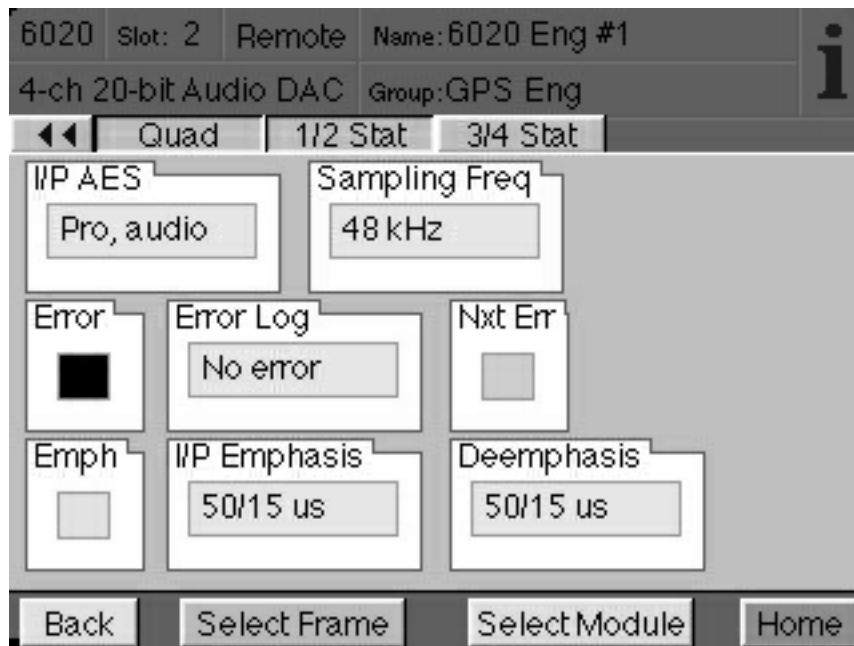 6020 Slot: 2 Remote Name: 6020 Eng #1
4-ch 20-bit Audio DAC Group: GPS Eng
i
Quad 1/2 Stat 3/4 Stat
I/P AES Sampling Freq
Pro, audio 48 kHz
Error Error Log Nxt Err
No error
Emph I/P Emphasis Deemphasis
50/15 us 50/15 us
Back Select Frame Select Module Home